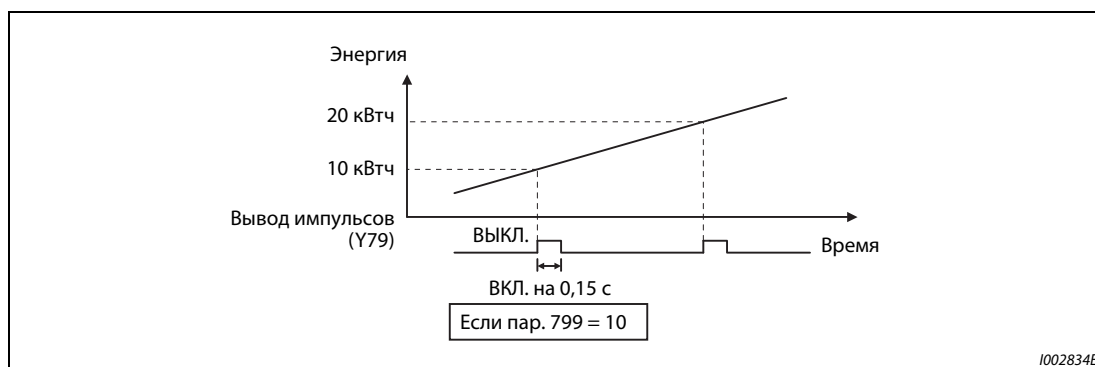 Энергия
20 кВтч
10 кВтч
Вывод импульсов
(Y79)
ВЫКЛ.
Время
ВКЛ. на 0,15 с
Если пар. 799 = 10
I002834E